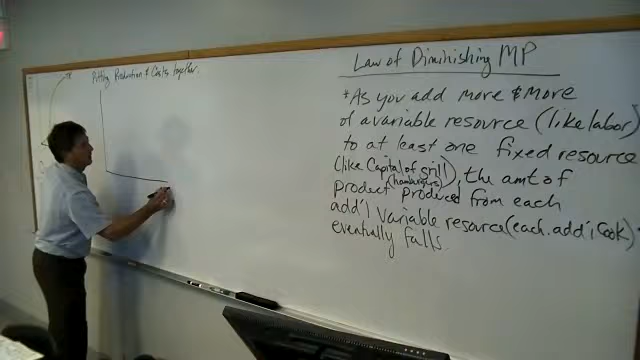 Putting Production & Costs together.
Law of Diminishing MP
*As you add more & more
of a variable resource (like labor)
to at least one fixed resource
(like Capital of grill), the amt of
(hamburgers)
product produced from each
add'l variable resource (each add'l Cook)
eventually falls.